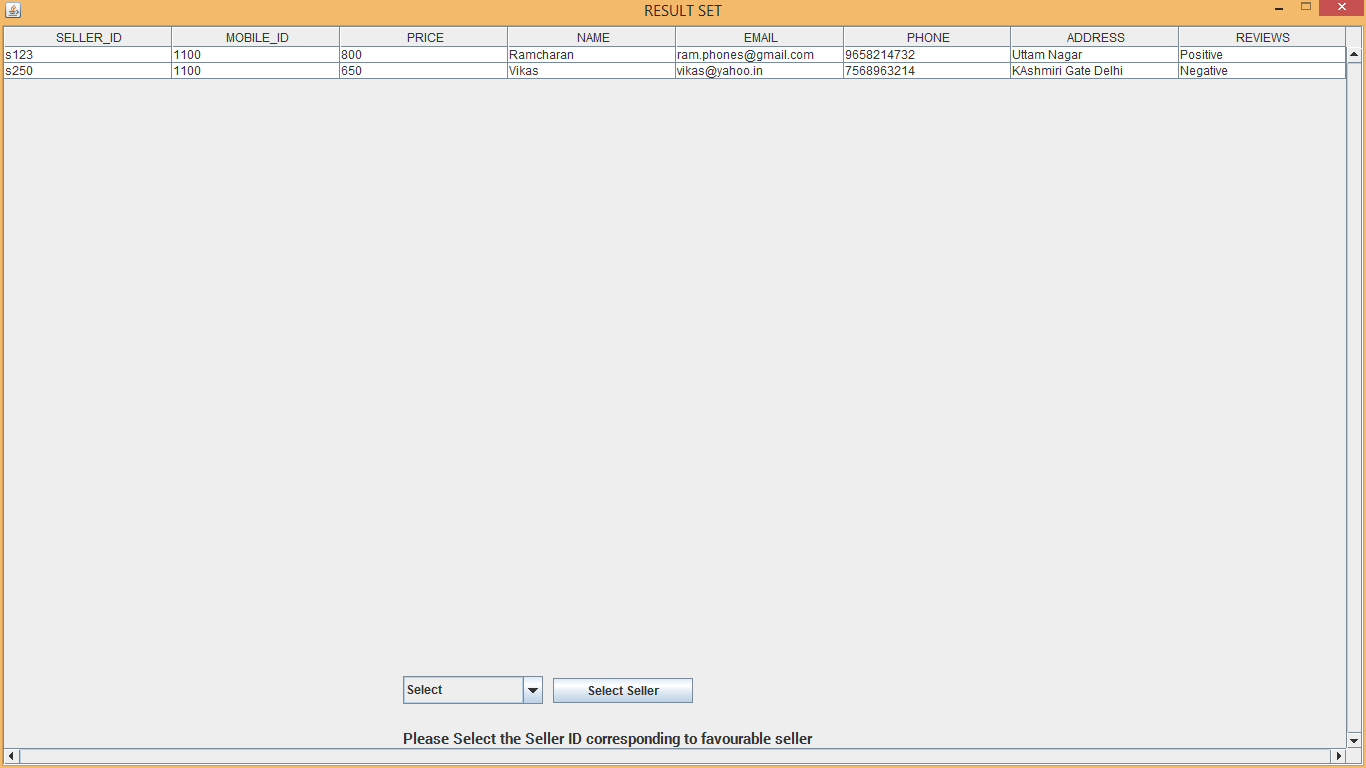 RESULT SET
SELLER_ID MOBILE_ID PRICE NAME EMAIL PHONE ADDRESS REVIEWS
s123 1100 800 Ramcharan ram.phones@gmail.com 9658214732 Uttam Nagar Positive
s250 1100 650 Vikas vikas@yahoo.in 7568963214 KAshmiri Gate Delhi Negative
Select Select Seller
Please Select the Seller ID corresponding to favourable seller